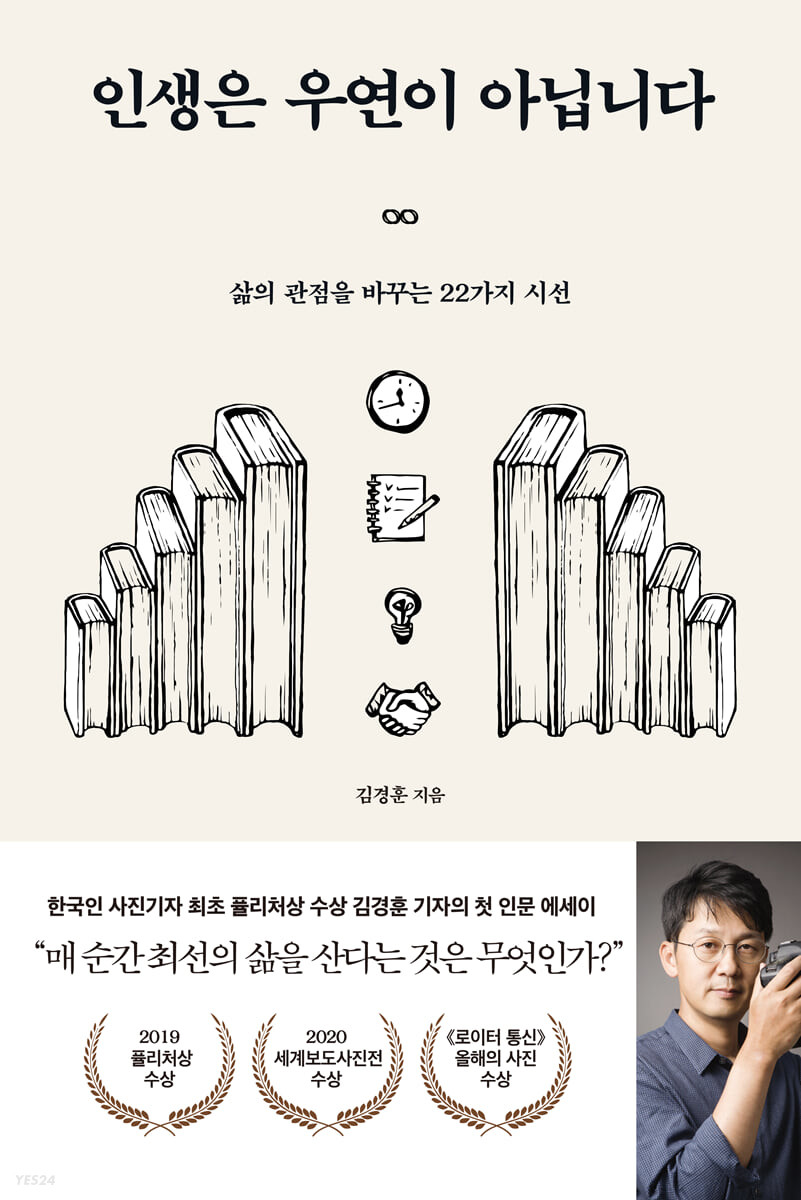 인생은 우연이 아닙니다
삶의 관점을 바꾸는 22가지 시선
김경훈 지음
한국인 사진기자 최초 퓰리처상 수상 김경훈 기자의 첫 인문 에세이
“매 순간 최선의 삶을 산다는 것은 무엇인가?”
2019
퓰리처상
수상
2020
세계보도사진전
수상
《로이터 통신》
올해의 사진
수상
YES24